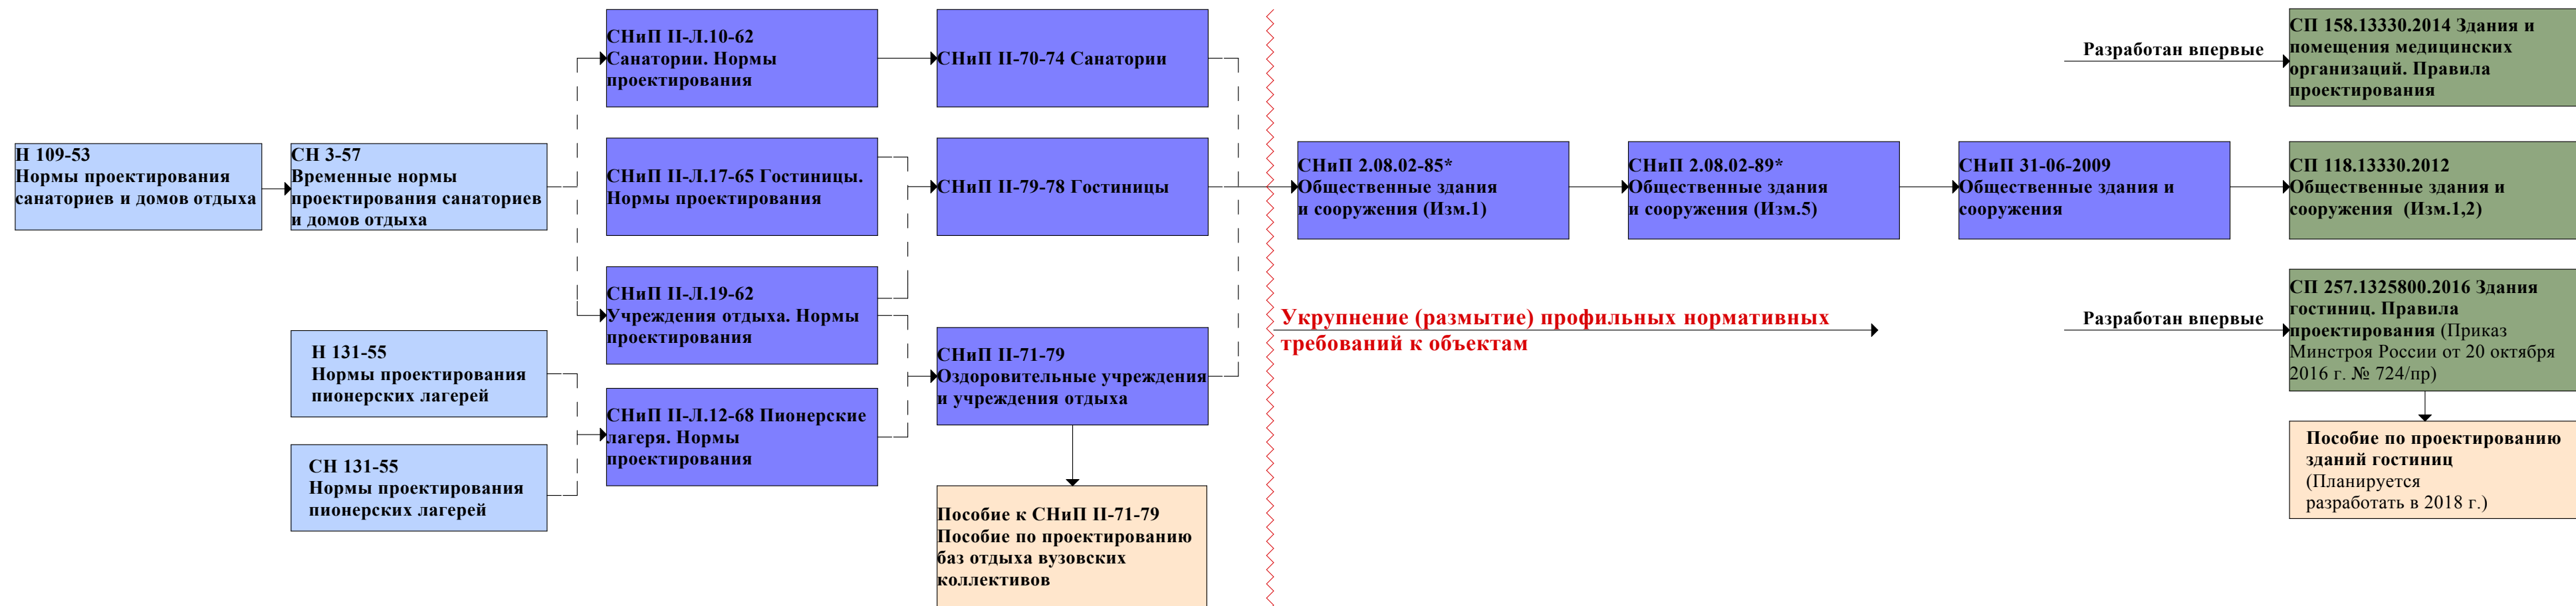 Н 109-53
Нормы проектирования
санаториев и домов отдыха
СН 3-57
Временные нормы
проектирования санаториев
и домов отдыха
Н 131-55
Нормы проектирования
пионерских лагерей
СН 131-55
Нормы проектирования
пионерских лагерей
СНиП II-Л.10-62
Санатории. Нормы
проектирования
СНиП II-Л.17-65 Гостиницы.
Нормы проектирования
СНиП II-Л.19-62
Учреждения отдыха. Нормы
проектирования
СНиП II-Л.12-68 Пионерские
лагеря. Нормы
проектирования
СНиП II-70-74 Санатории
СНиП II-79-78 Гостиницы
СНиП II-71-79
Оздоровительные учреждения
и учреждения отдыха
Пособие к СНиП II-71-79
Пособие по проектированию
баз отдыха вузовских
коллективов
СНиП 2.08.02-85*
Общественные здания
и сооружения (Изм.1)
СНиП 2.08.02-89*
Общественные здания
и сооружения (Изм.5)
СНиП 31-06-2009
Общественные здания и
сооружения
Укрупнение (размытие) профильных нормативных
требований к объектам
Разработан впервые
СП 158.13330.2014 Здания и
помещения медицинских
организаций. Правила
проектирования
СП 118.13330.2012
Общественные здания и
сооружения (Изм.1,2)
Разработан впервые
СП 257.1325800.2016 Здания
гостиниц. Правила
проектирования (Приказ
Минстроя России от 20 октября
2016 г. № 724/пр)
Пособие по проектированию
зданий гостиниц
(Планируется
разработать в 2018 г.)